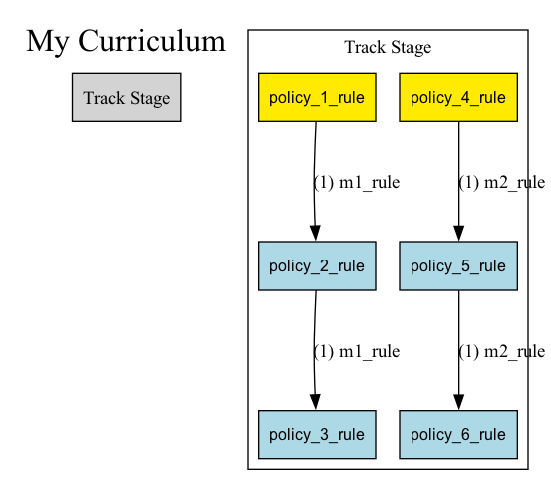 My Curriculum
Track Stage
Track Stage
policy_1_rule
policy_4_rule
(1) m1_rule
(1) m2_rule
policy_2_rule
policy_5_rule
(1) m1_rule
(1) m2_rule
policy_3_rule
policy_6_rule